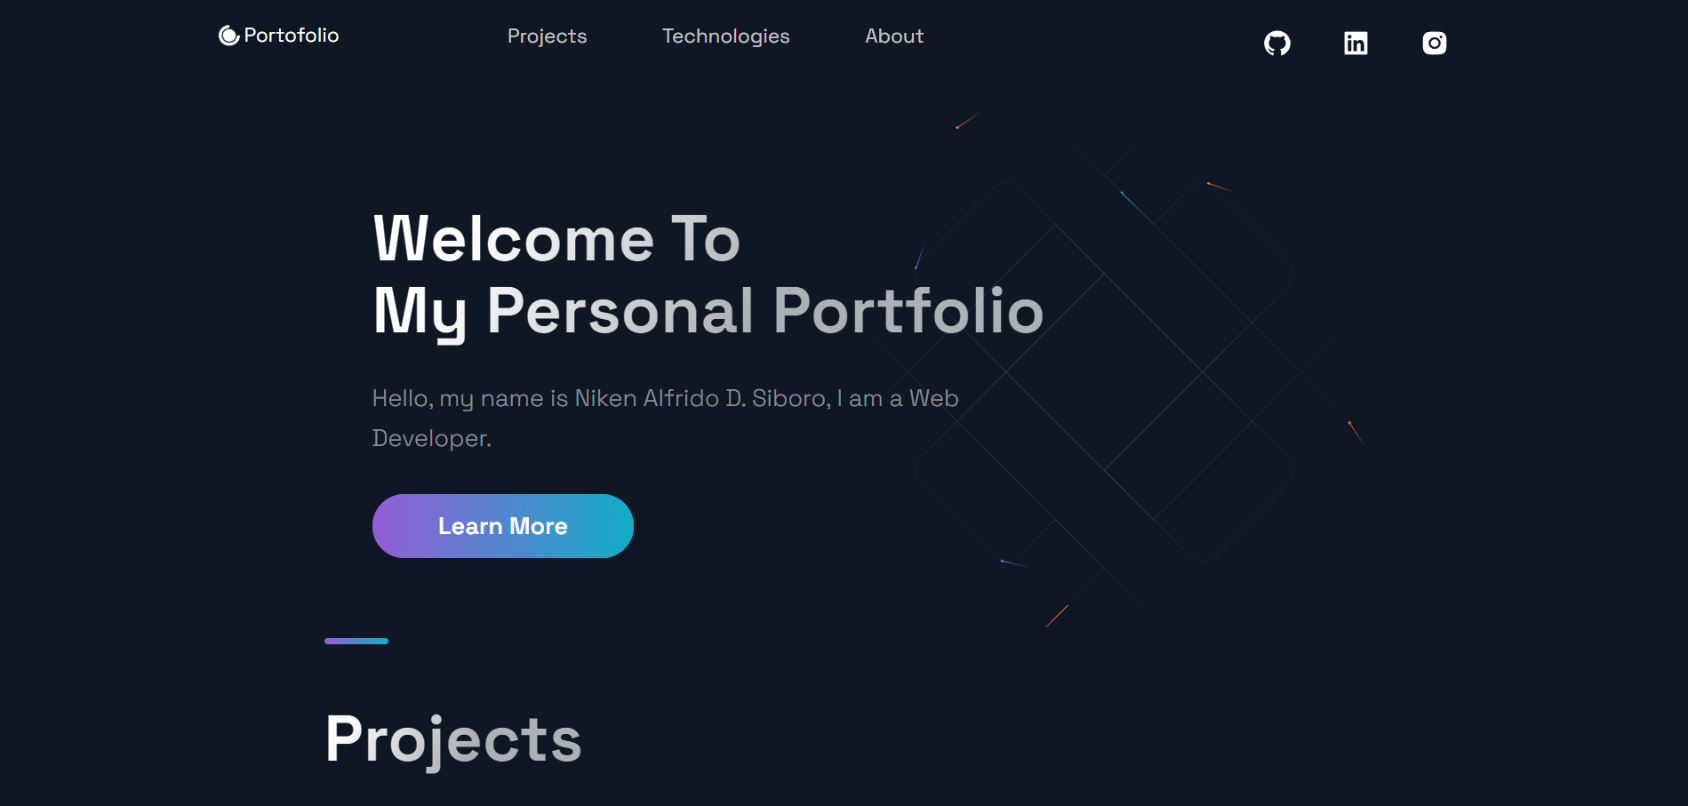 Portofolio
Projects
Technologies
About
Welcome To
My Personal Portfolio
Hello, my name is Niken Alfrido D. Siboro, I am a Web
Developer.
Learn More
Projects